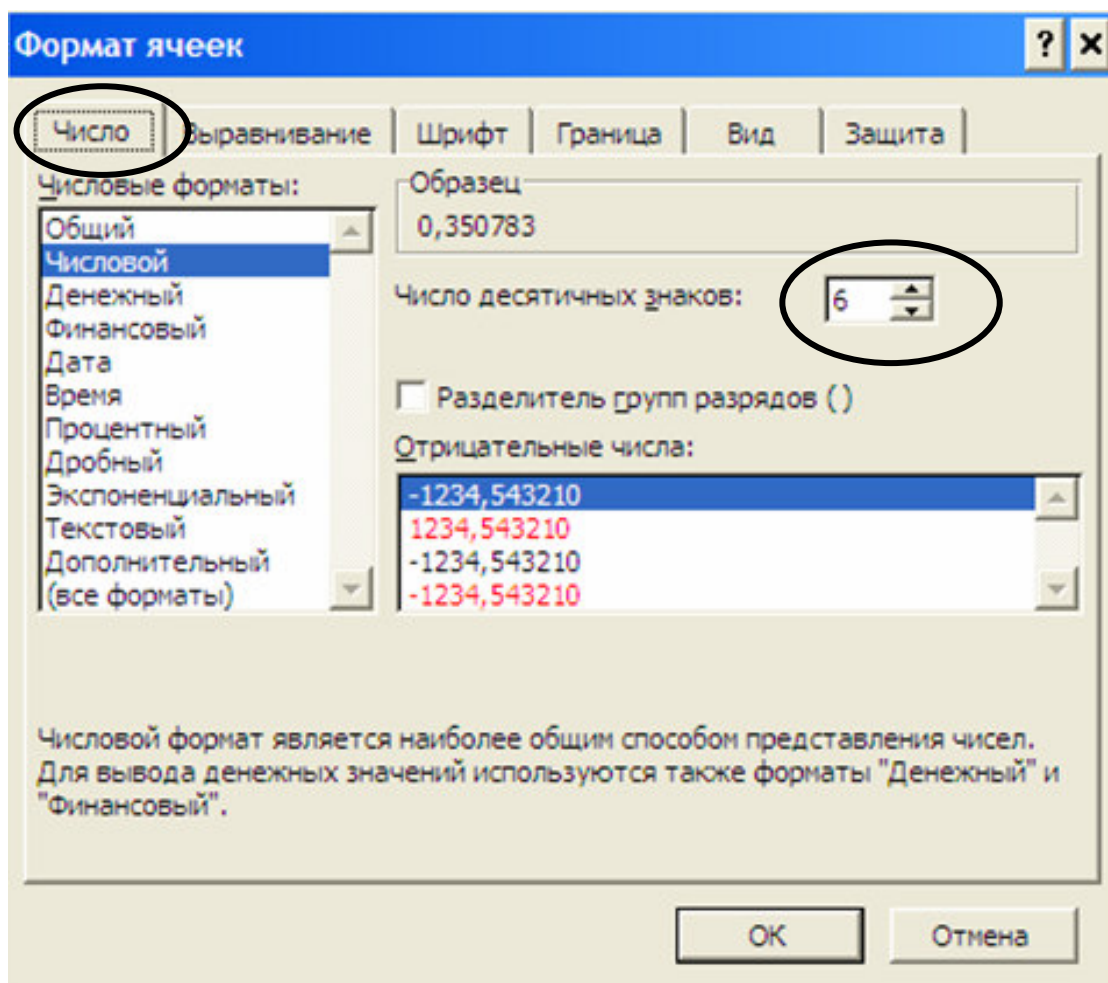 Формат ячеек
Число Выравнивание Шрифт Граница Вид Защита
Числовые форматы:
Общий
Числовой
Денежный
Финансовый
Дата
Время
Процентный
Дробный
Экспоненциальный
Текстовый
Дополнительный
(все форматы)
Образец
0,350783
Число десятичных знаков: 6
Разделитель групп разрядов ()
Отрицательные числа:
-1234,543210
1234,543210
-1234,543210
-1234,543210
Числовой формат является наиболее общим способом представления чисел.
Для вывода денежных значений используются также форматы "Денежный" и
"Финансовый".
ОК Отмена